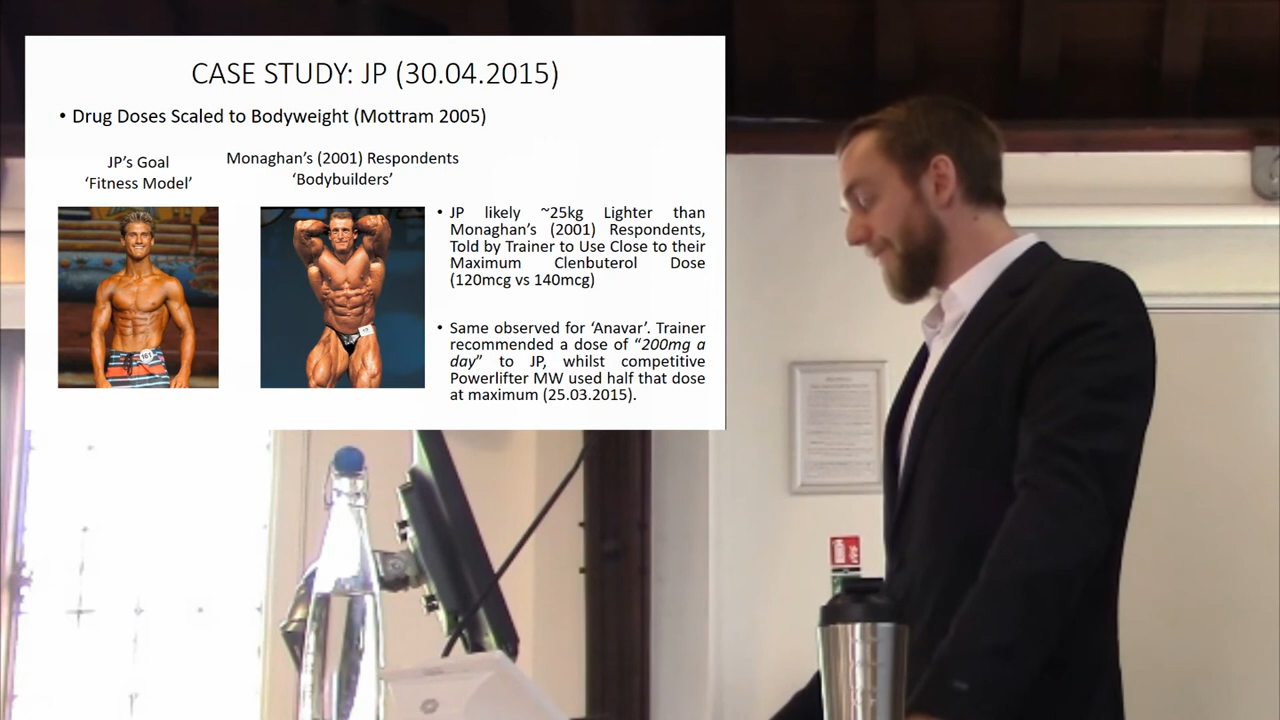 CASE STUDY: JP (30.04.2015)
• Drug Doses Scaled to Bodyweight (Mottram 2005)
JP’s Goal
‘Fitness Model’
Monaghan’s (2001) Respondents
‘Bodybuilders’
101
• JP likely ~25kg Lighter than
Monaghan’s (2001) Respondents,
Told by Trainer to Use Close to their
Maximum Clenbuterol Dose
(120mcg vs 140mcg)
• Same observed for ‘Anavar’. Trainer
recommended a dose of “200mg a
day” to JP, whilst competitive
Powerlifter MW used half that dose
at maximum (25.03.2015).